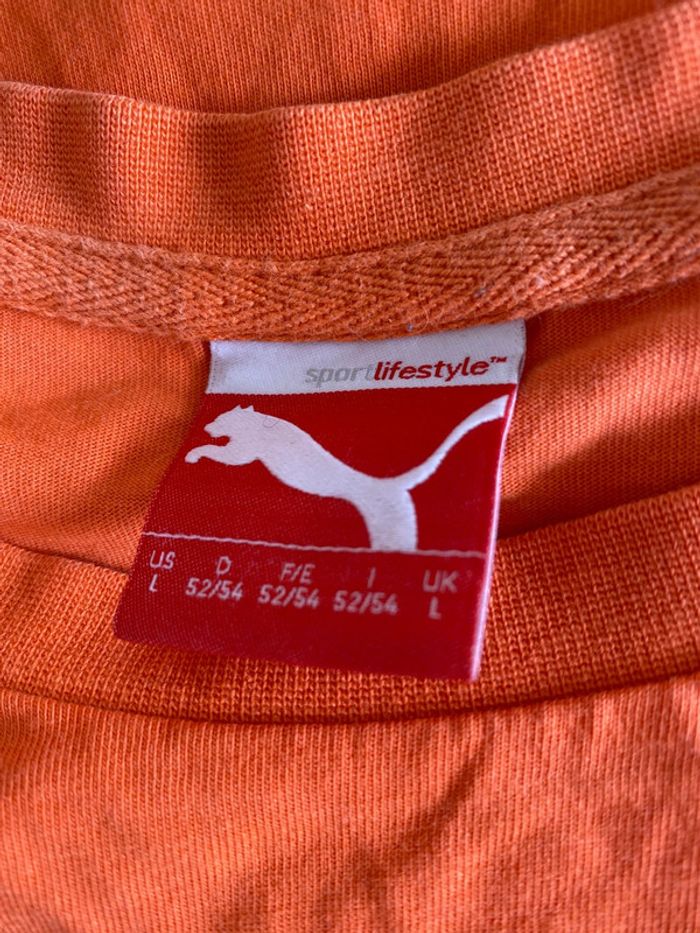 sportlifestyle™
US D F/E I UK
L 52/54 52/54 52/54 L